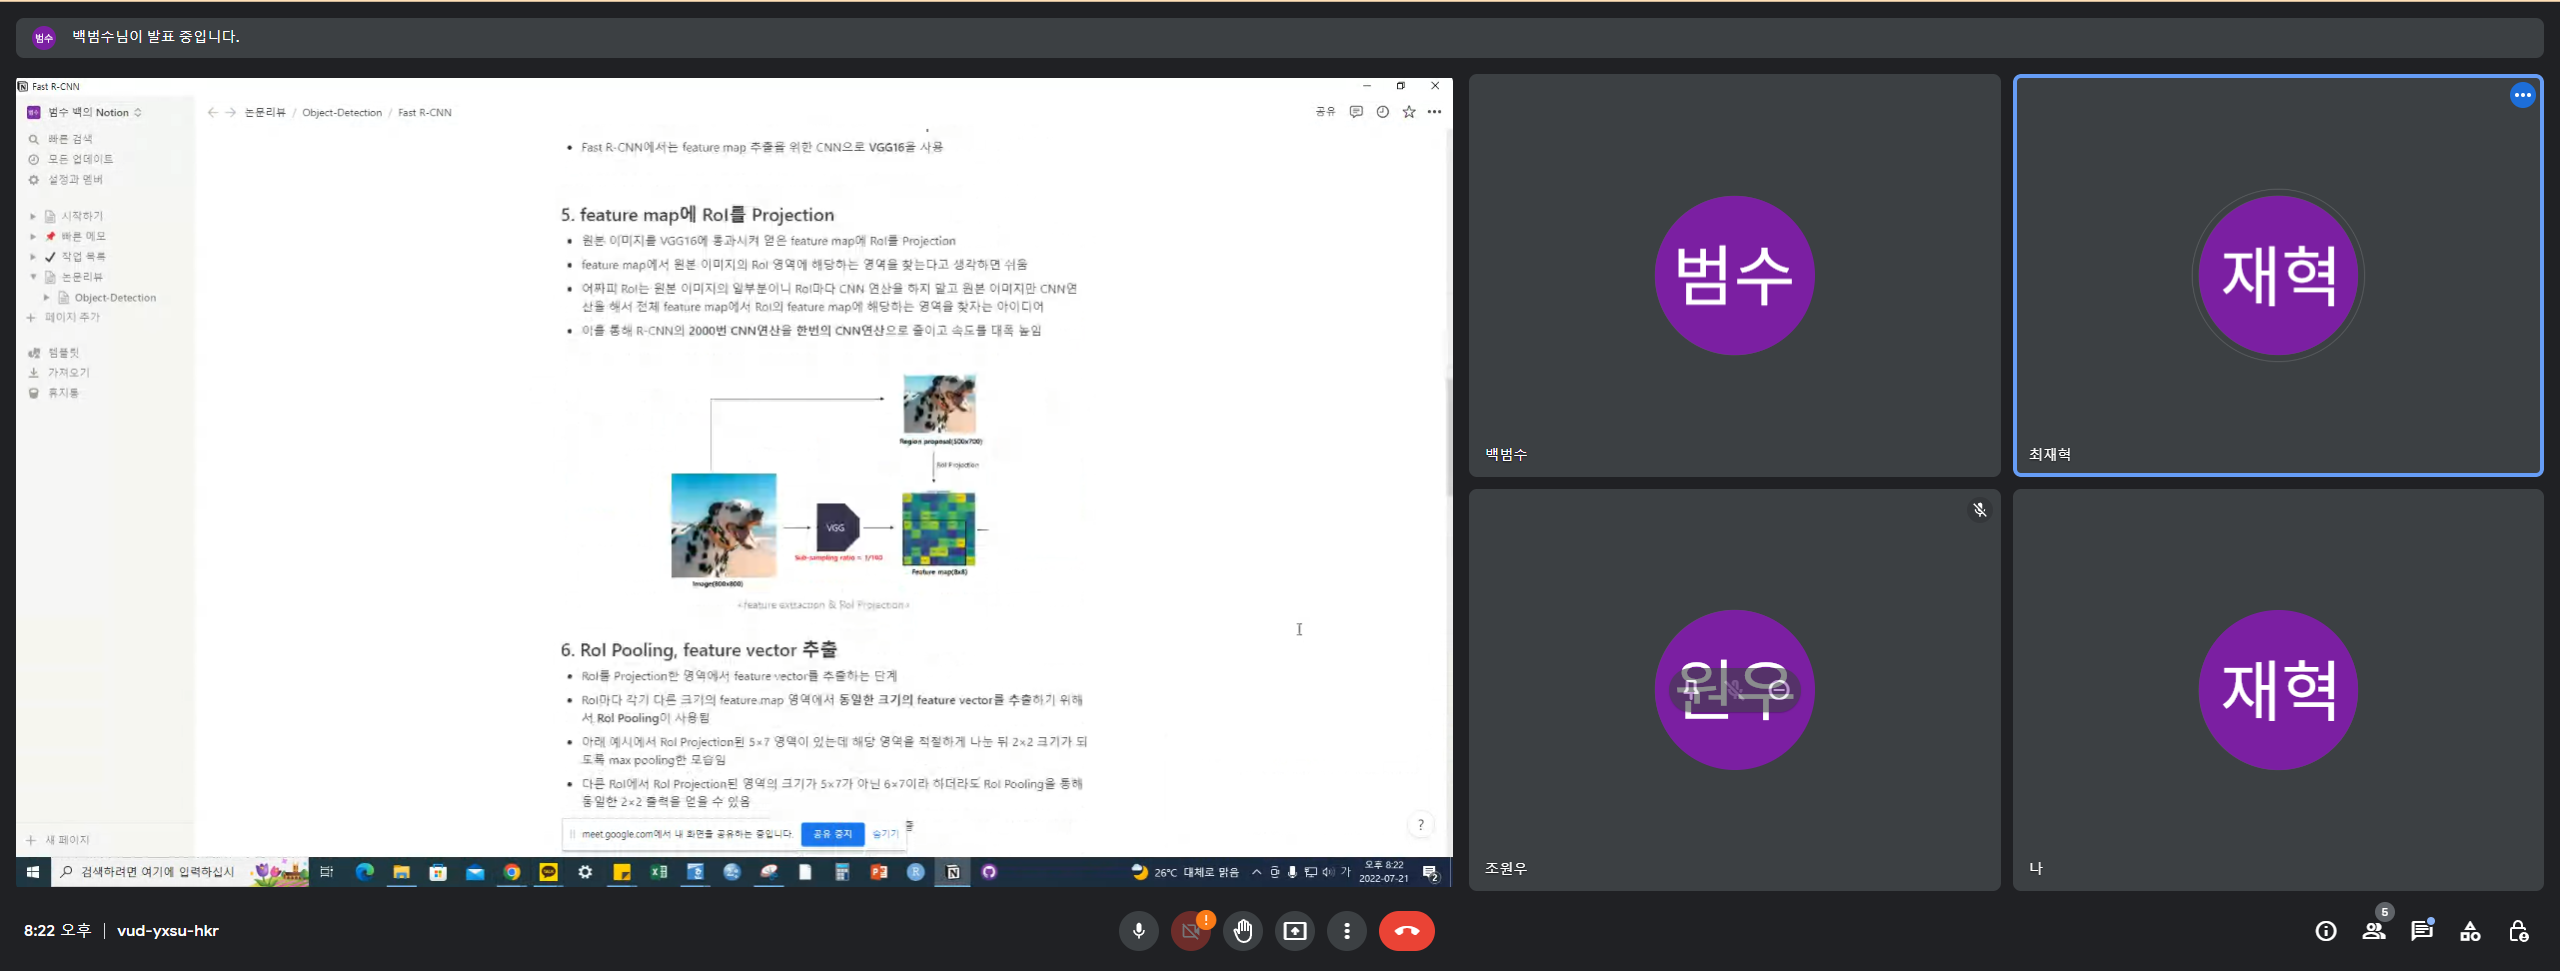 범수 백범수님이 발표 중입니다.
Fast R-CNN
범수 백의 Notion
논문리뷰 / Object-Detection / Fast R-CNN
공유
빠른 검색
모든 업데이트
설정과 멤버
시작하기
빠른 메모
작업 목록
논문리뷰
Object-Detection
페이지 추가
템플릿
가져오기
휴지통
새 페이지
Fast R-CNN에서는 feature map 추출을 위한 CNN으로 VGG16을 사용
5. feature map에 RoI를 Projection
원본 이미지를 VGG16에 통과시켜 얻은 feature map에 RoI를 Projection
feature map에서 원본 이미지의 RoI 영역에 해당하는 영역을 찾는다고 생각하면 쉬움
어짜피 RoI는 원본 이미지의 일부분이니 RoI마다 CNN 연산을 하지 말고 원본 이미지만 CNN연
산을 해서 전체 feature map에서 RoI의 feature map에 해당하는 영역을 찾자는 아이디어
이를 통해 R-CNN의 2000번 CNN연산을 한번의 CNN연산으로 줄이고 속도를 대폭 높임
Region proposal(500x700)
RoI Projection
VGG
Sub-sampling ratio = 1/100
Image(800x800)
Feature map(8x8)
<feature extraction & RoI Projection>
6. RoI Pooling, feature vector 추출
RoI를 Projection한 영역에서 feature vector를 추출하는 단계
RoI마다 각기 다른 크기의 feature map 영역에서 동일한 크기의 feature vector를 추출하기 위해
서 RoI Pooling이 사용됨
아래 예시에서 RoI Projection된 5×7 영역이 있는데 해당 영역을 적절하게 나눈 뒤 2×2 크기가 되
도록 max pooling한 모습임
다른 RoI에서 RoI Projection된 영역의 크기가 5×7가 아닌 6×7이라 하더라도 RoI Pooling을 통해
동일한 2×2 출력을 얻을 수 있음
meet.google.com에서 내 화면을 공유하는 중입니다. 공유 중지 숨기기
?
검색하려면 여기에 입력하십시
26°C 대체로 맑음
가
오후 8:22
2022-07-21
2
범수
백범수
재혁
최재혁
원우
조원우
재혁
나
8:22 오후 | vud-yxsu-hkr
5